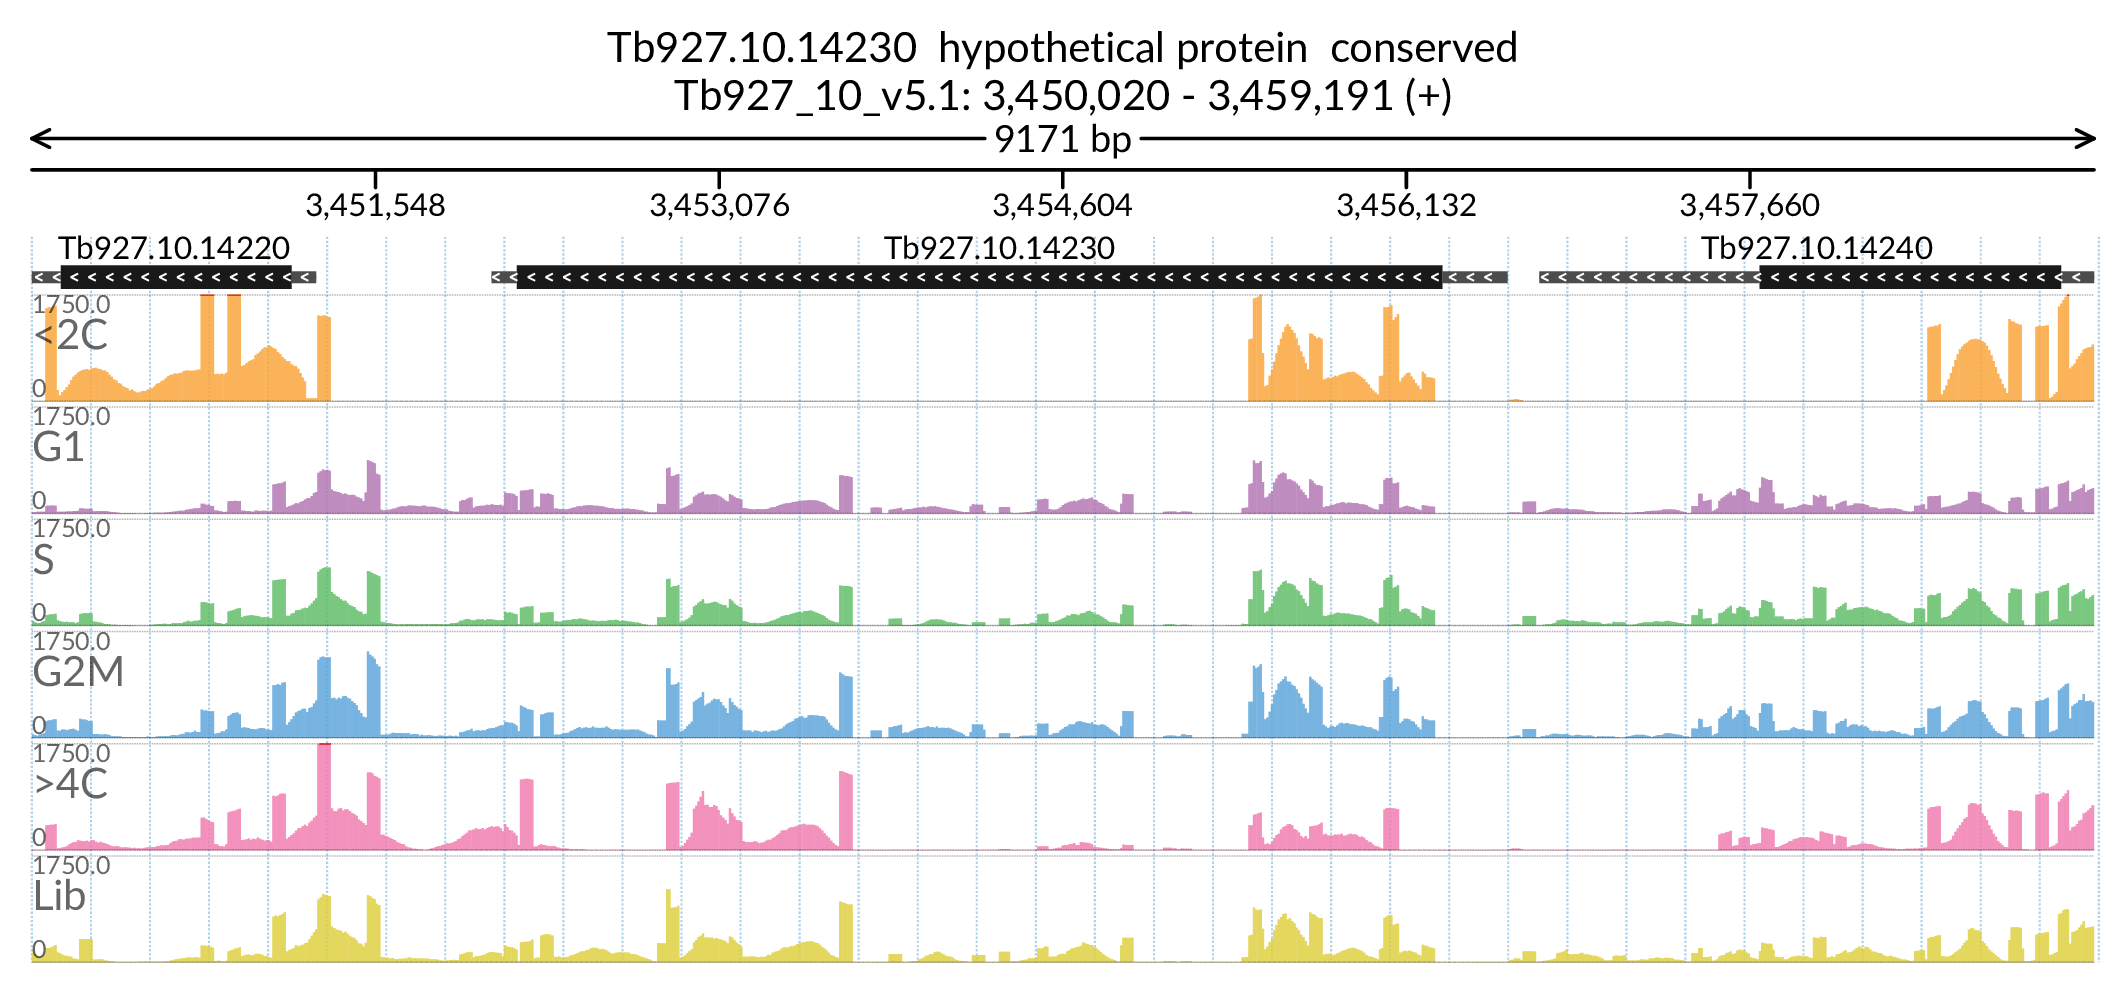 Tb927.10.14230 hypothetical protein conserved
Tb927_10_v5.1: 3,450,020 - 3,459,191 (+)
9171 bp
3,451,548 3,453,076 3,454,604 3,456,132 3,457,660
Tb927.10.14220 Tb927.10.14230 Tb927.10.14240
1750.0
<2C
0
1750.0
G1
0
1750.0
S
0
1750.0
G2M
0
1750.0
>4C
0
1750.0
Lib
0